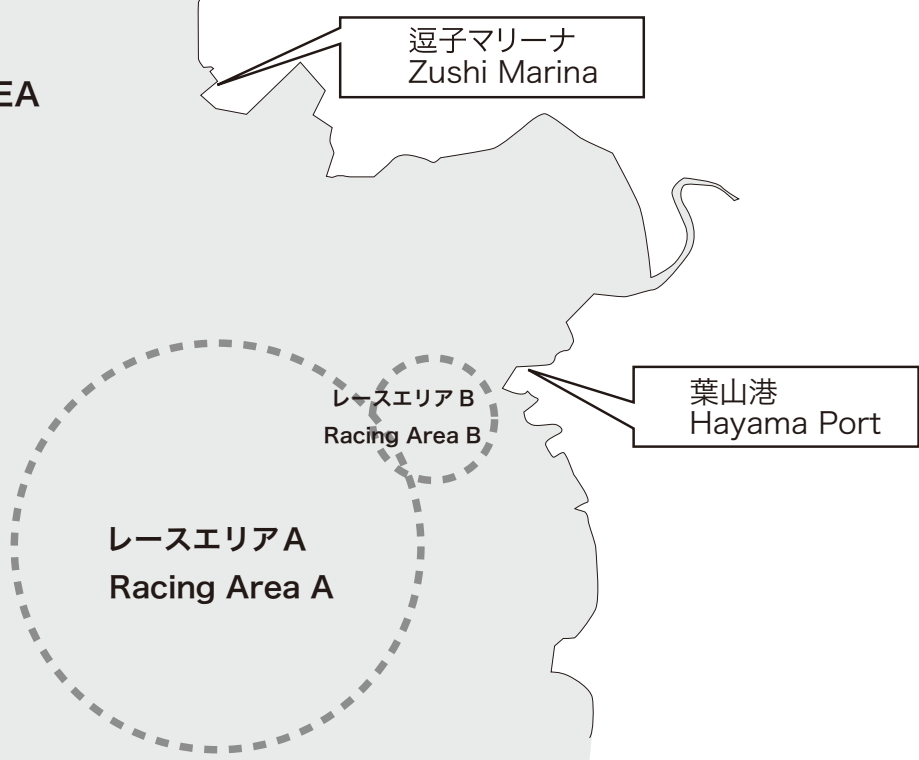 逗子マリーナ
Zushi Marina
EA
葉山港
Hayama Port
レースエリア B
Racing Area B
レースエリア A
Racing Area A